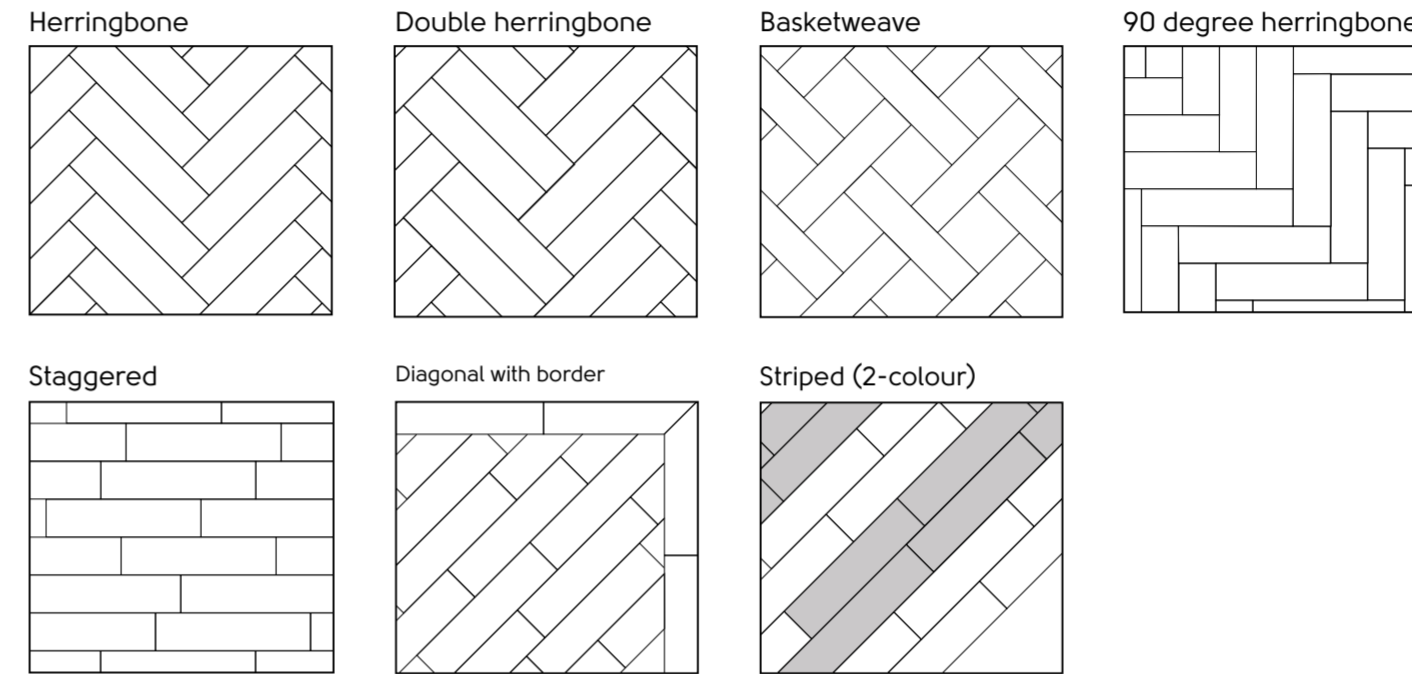 Herringbone
Double herringbone
Basketweave
90 degree herringbone
Staggered
Diagonal with border
Striped (2-colour)